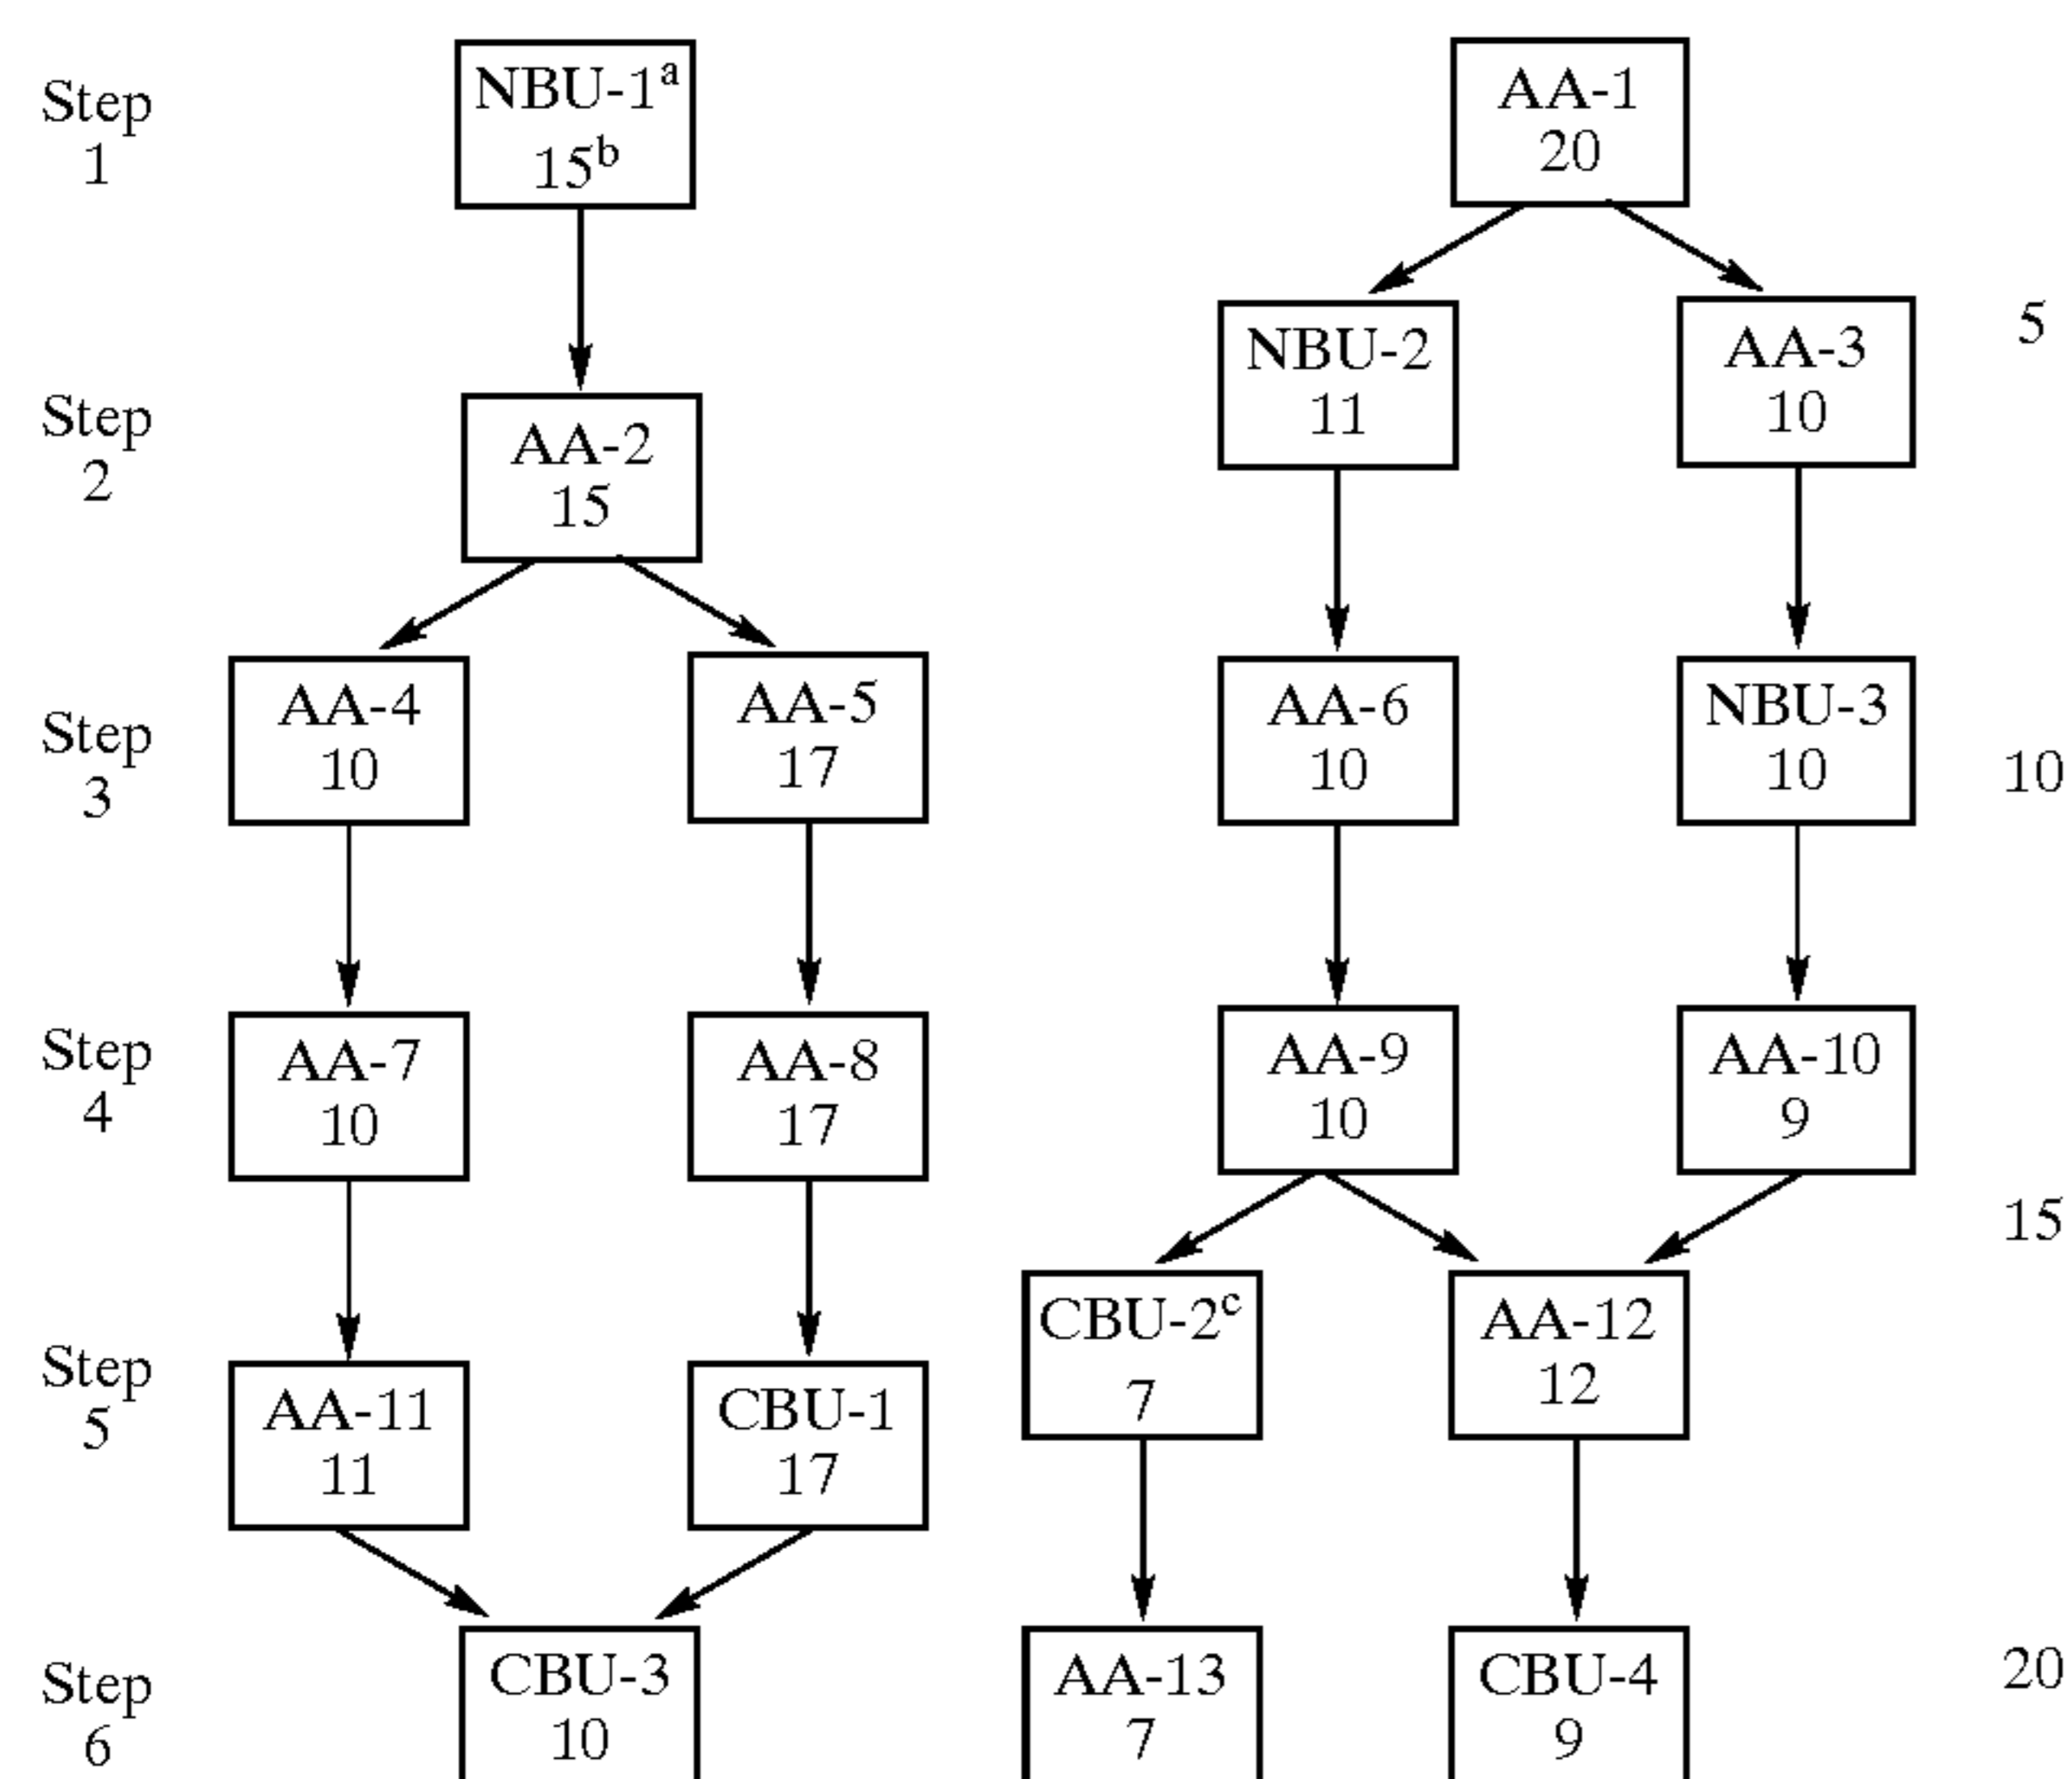 Step
1
NBU-1ᵃ
15ᵇ
AA-1
20
NBU-2
11
AA-3
10
5
Step
2
AA-2
15
Step
3
AA-4
10
AA-5
17
AA-6
10
NBU-3
10
10
Step
4
AA-7
10
AA-8
17
AA-9
10
AA-10
9
15
Step
5
AA-11
11
CBU-1
17
CBU-2ᶜ
7
AA-12
12
Step
6
CBU-3
10
AA-13
7
CBU-4
9
20